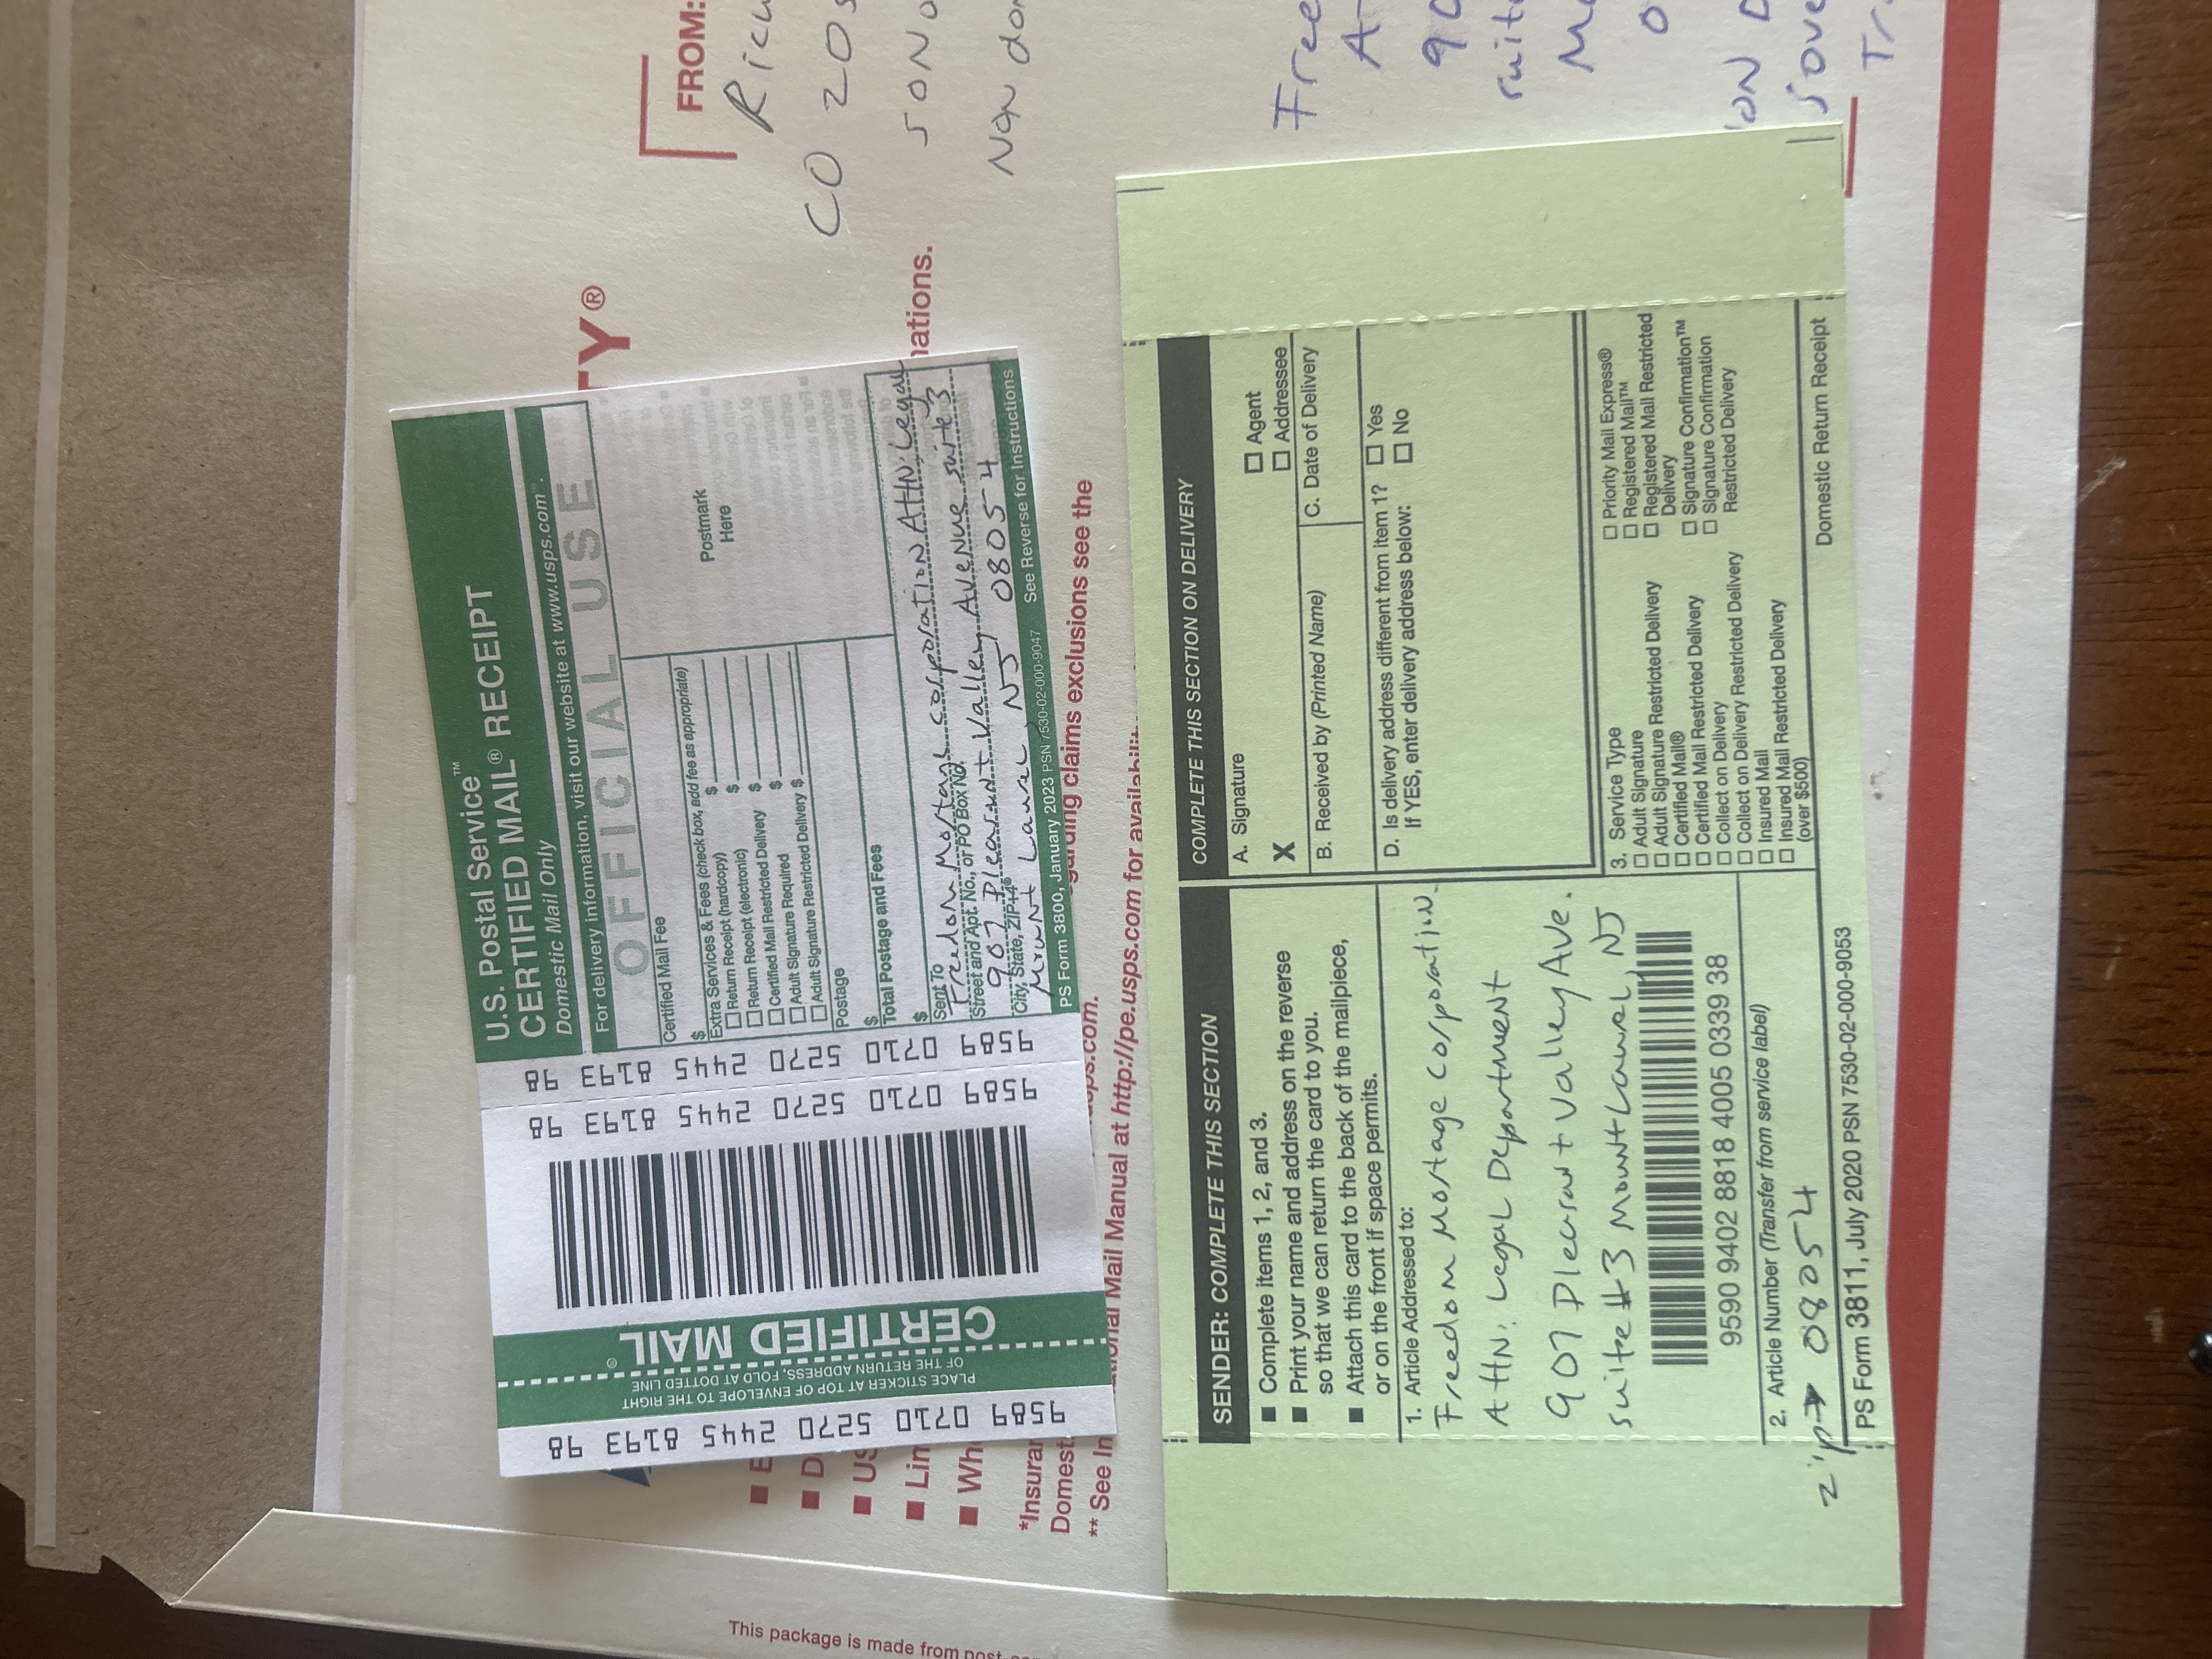 This package is made from post-
TY®
FROM:
CO 20
SONO
NON do
ations.
*Insura
Domest
** See In
garding claims exclusions see the
usps.com.
ional Mail Manual at http://pe.usps.com for availabili
9589 0710 5270 2445 8193 98
PLACE STICKER AT TOP OF ENVELOPE TO THE RIGHT
OF THE RETURN ADDRESS, FOLD AT DOTTED LINE
CERTIFIED MAIL®
9589 0710 5270 2445 8193 98
9589 0710 5270 2445 8193 98
U.S. Postal Service™
CERTIFIED MAIL® RECEIPT
Domestic Mail Only
For delivery information, visit our website at www.usps.com®.
OFFICIAL USE
Certified Mail Fee
$
Extra Services & Fees (check box, add fee as appropriate)
Return Receipt (hardcopy) $
Return Receipt (electronic) $
Certified Mail Restricted Delivery $
Adult Signature Required $
Adult Signature Restricted Delivery $
Postage
$
Total Postage and Fees
$
Postmark
Here
Sent To
Freedom Mortage Corporation Attn: Legal
Street and Apt. No., or PO Box No.
907 Pleasant Valley Avenue suite 3
City, State, ZIP+4®
Mount Laurel, NJ 08054
PS Form 3800, January 2023 PSN 7530-02-000-9047 See Reverse for Instructions
SENDER: COMPLETE THIS SECTION
■ Complete items 1, 2, and 3.
■ Print your name and address on the reverse
so that we can return the card to you.
■ Attach this card to the back of the mailpiece,
or on the front if space permits.
1. Article Addressed to:
Freedom Mortage Corporation
Attn: Legal Department
907 Pleasant Valley Ave.
suite #3 Mount Laurel, NJ
9590 9402 8818 4005 0339 38
2. Article Number (Transfer from service label)
zip→ 08054
PS Form 3811, July 2020 PSN 7530-02-000-9053
COMPLETE THIS SECTION ON DELIVERY
A. Signature
X
Agent
Addressee
B. Received by (Printed Name)
C. Date of Delivery
D. Is delivery address different from item 1? Yes
If YES, enter delivery address below: No
3. Service Type
Adult Signature
Adult Signature Restricted Delivery
Certified Mail®
Certified Mail Restricted Delivery
Collect on Delivery
Collect on Delivery Restricted Delivery
Insured Mail
Insured Mail Restricted Delivery
(over $500)
Priority Mail Express®
Registered Mail™
Registered Mail Restricted
Delivery
Signature Confirmation™
Signature Confirmation
Restricted Delivery
Domestic Return Receipt
Free
A
90
suite
ON D
sove